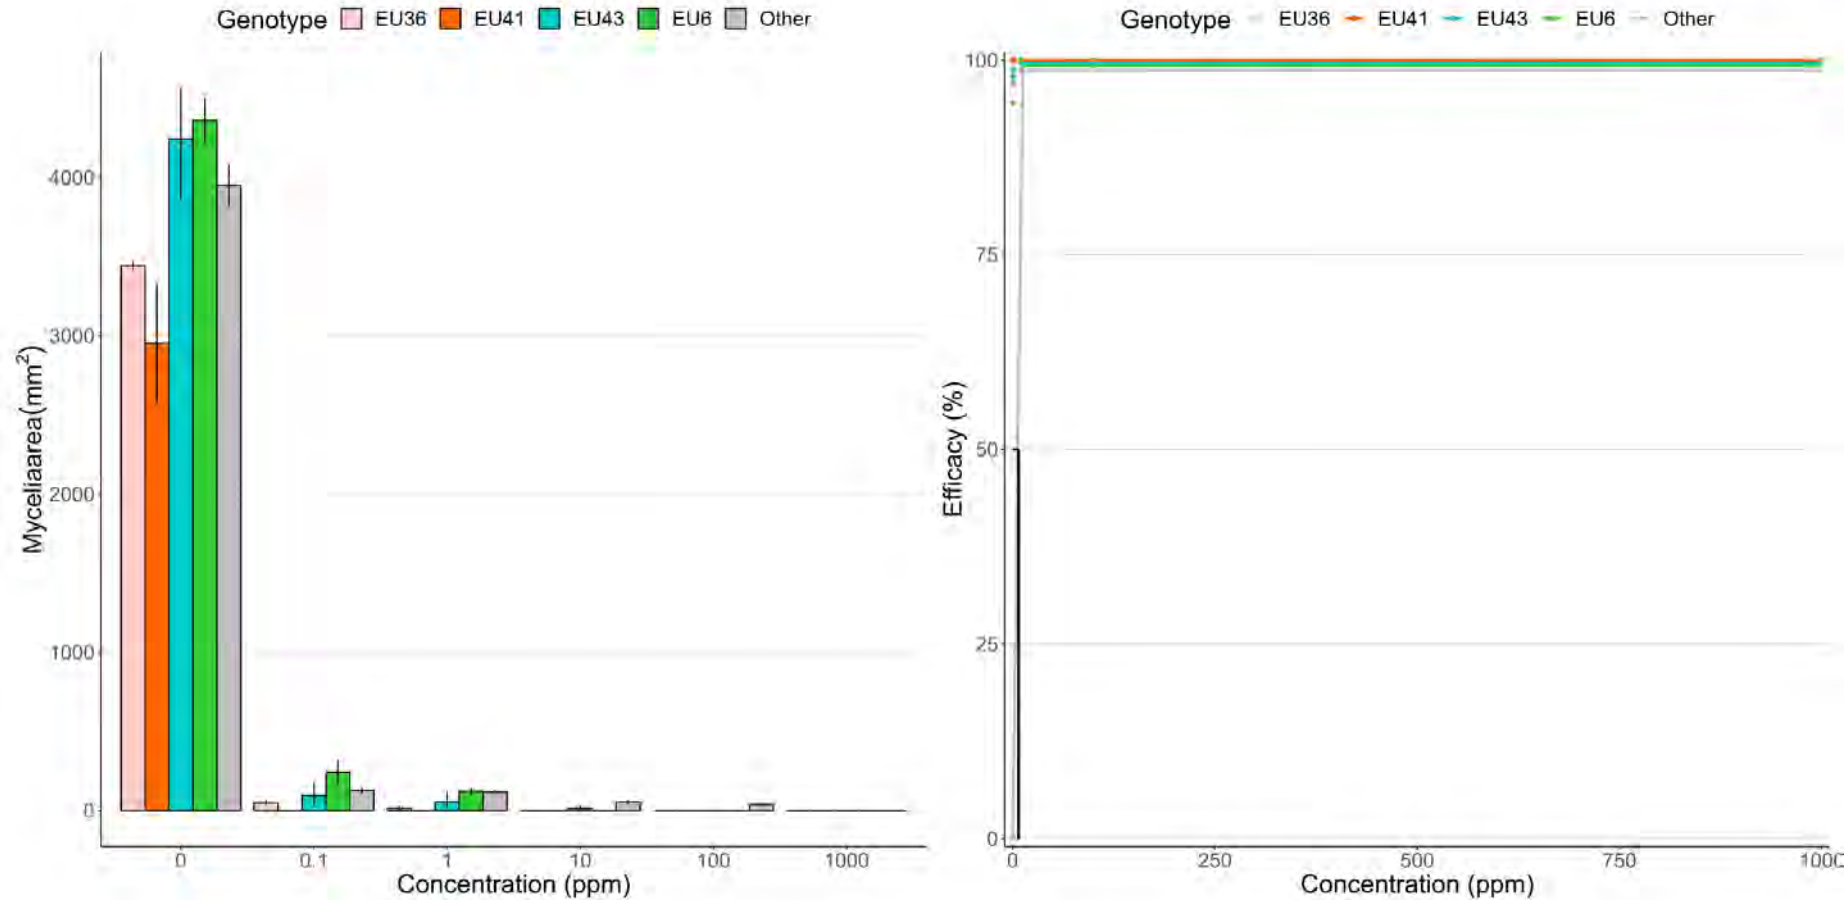 Genotype EU36 EU41 EU43 EU6 Other
Myceliaarea(mm²)
4000
3000
2000
1000
0
0 0.1 1 10 100 1000
Concentration (ppm)
Genotype EU36 EU41 EU43 EU6 Other
Efficacy (%)
100
75
50
25
0
0 250 500 750 1000
Concentration (ppm)